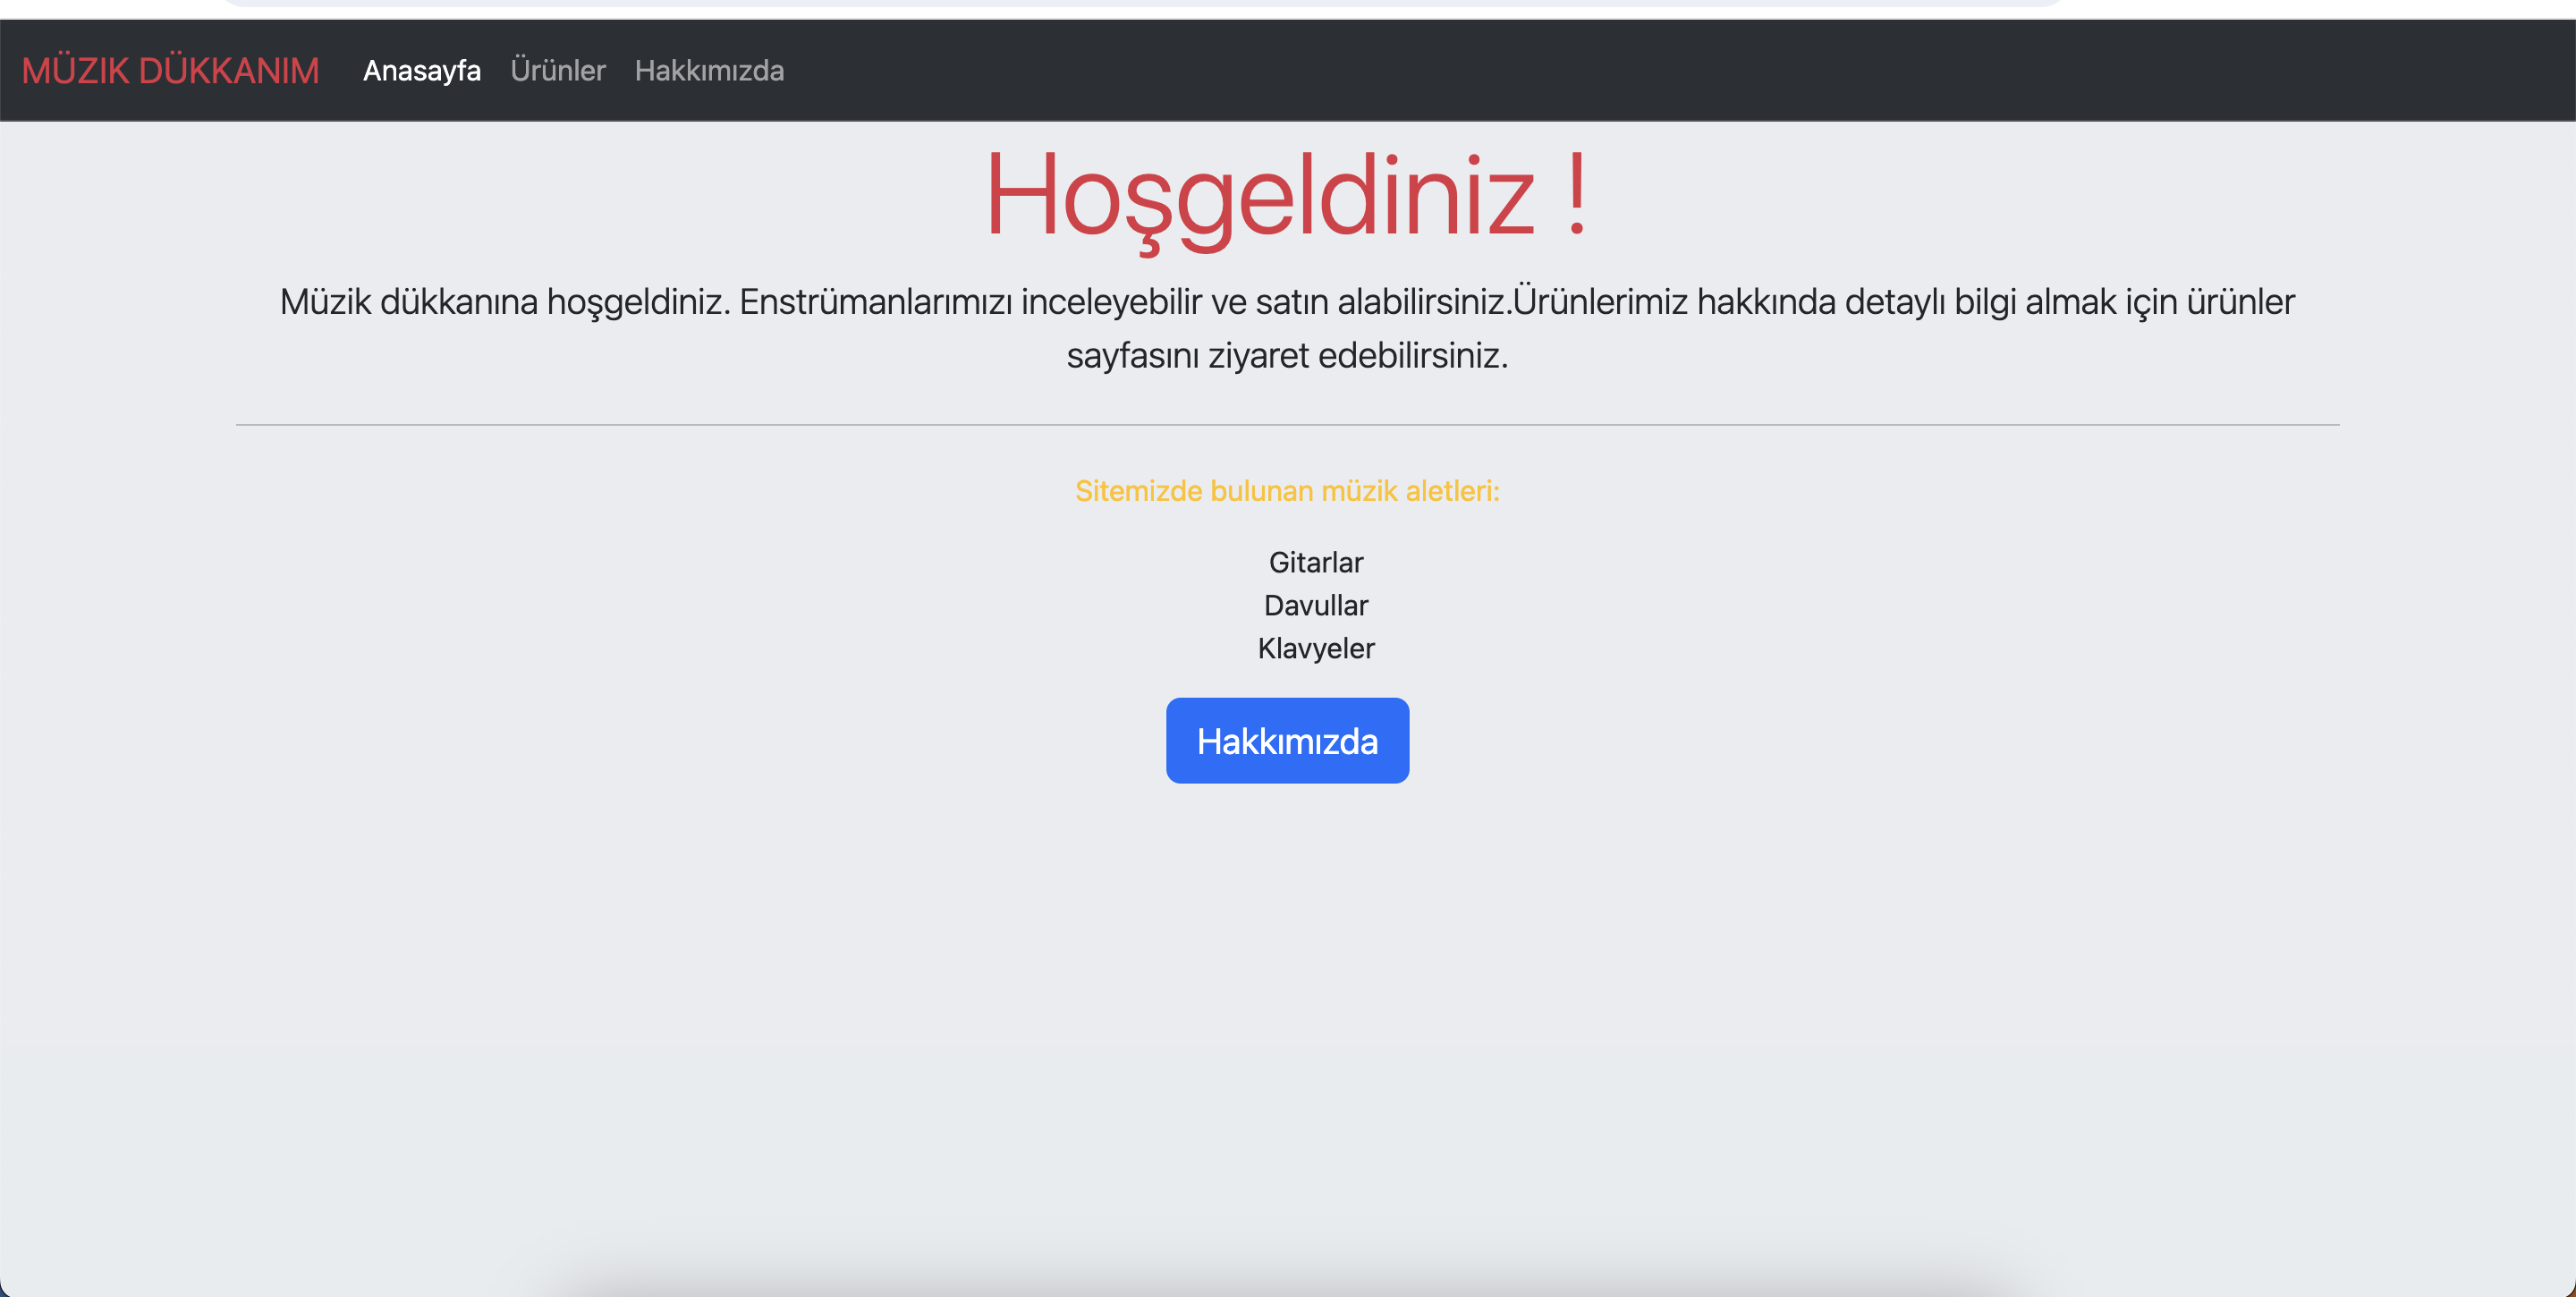 MÜZIK DÜKKANIM Anasayfa Ürünler Hakkımızda
Hoşgeldiniz !
Müzik dükkanına hoşgeldiniz. Enstrümanlarımızı inceleyebilir ve satın alabilirsiniz.Ürünlerimiz hakkında detaylı bilgi almak için ürünler
sayfasını ziyaret edebilirsiniz.
Sitemizde bulunan müzik aletleri:
Gitarlar
Davullar
Klavyeler
Hakkımızda